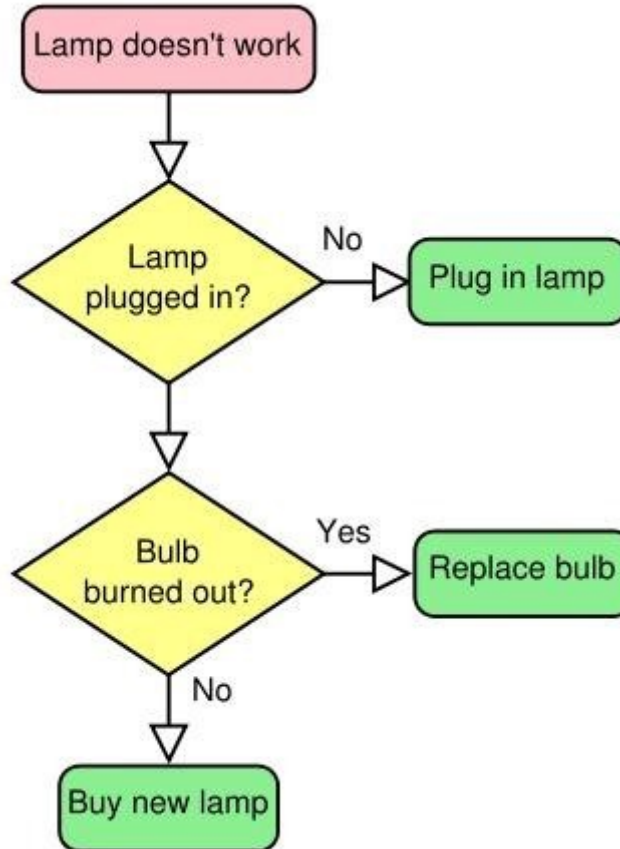 Lamp doesn't work
Lamp
plugged in?
No
Plug in lamp
Bulb
burned out?
Yes
Replace bulb
No
Buy new lamp